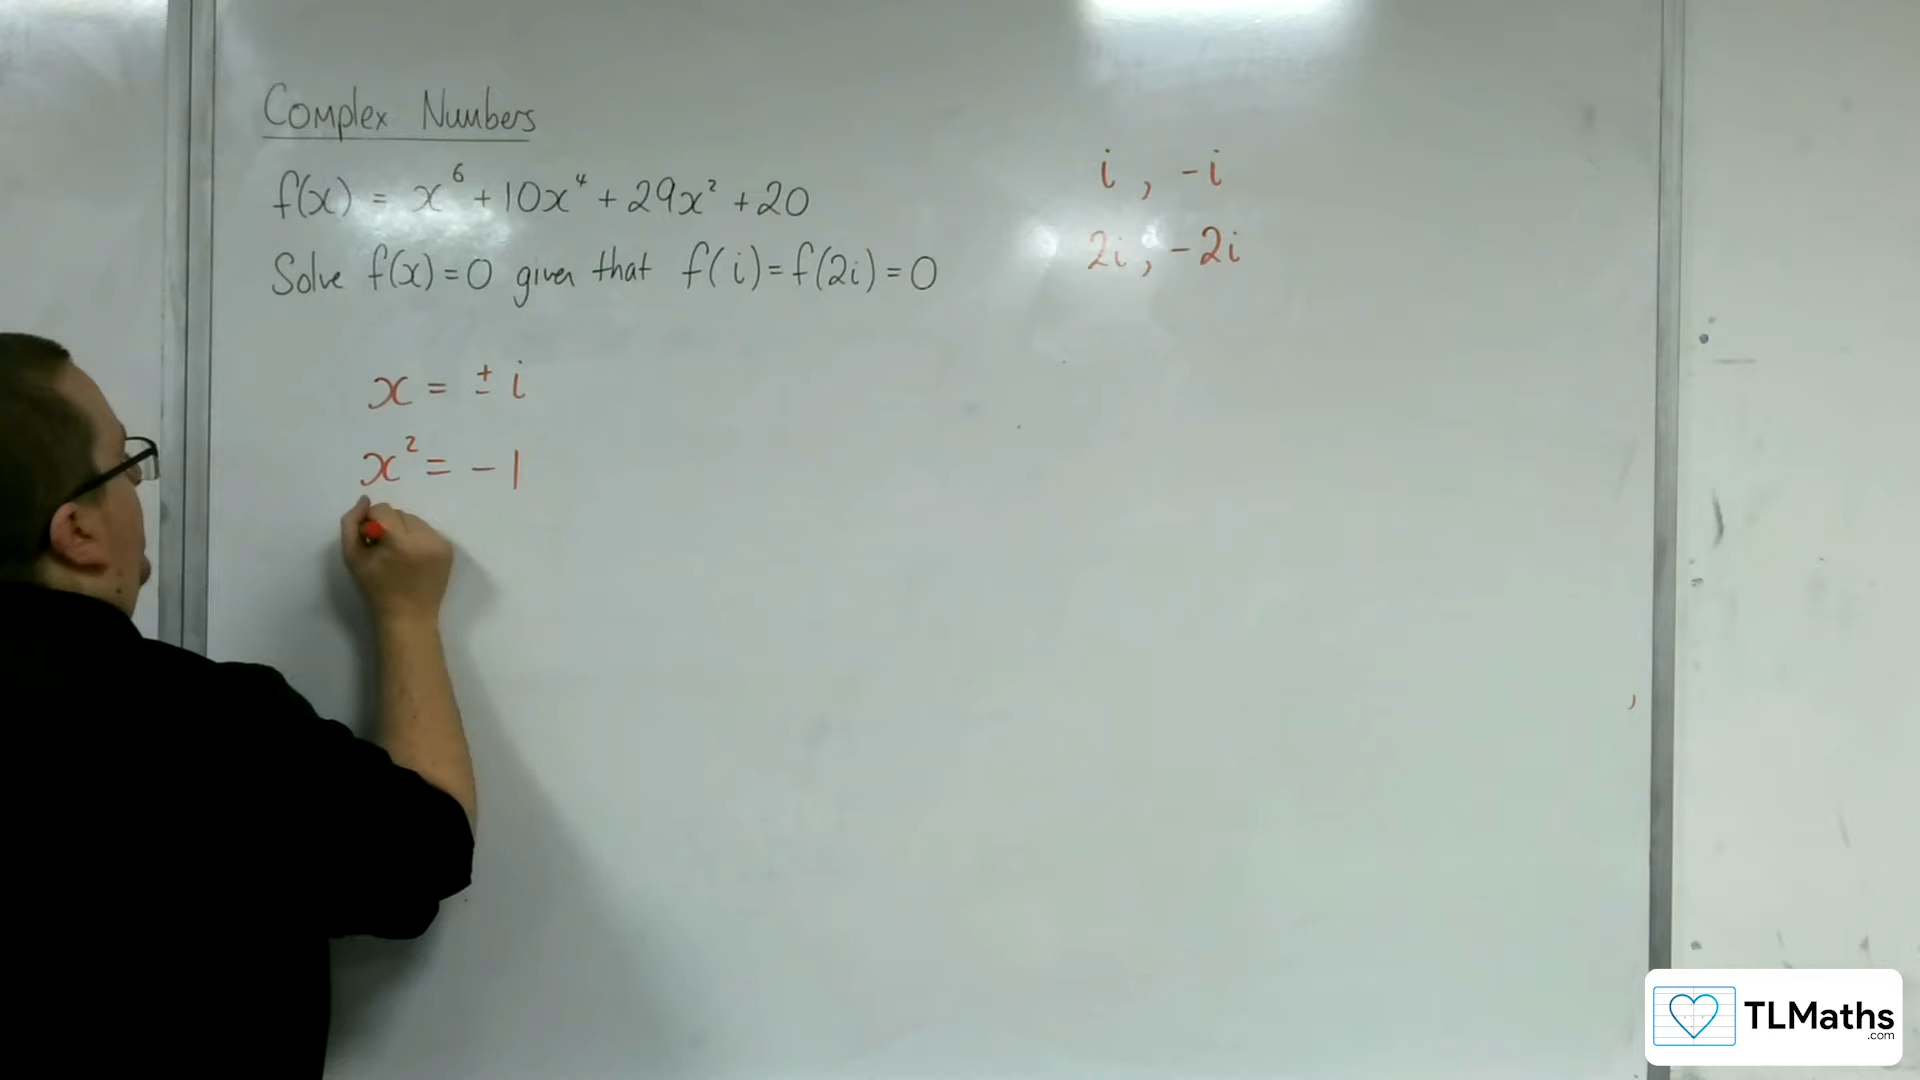 Complex Numbers
f(x) = x⁶ + 10x⁴ + 29x² + 20
Solve f(x)=0 given that f(i)=f(2i)=0
i , -i
2i , -2i
x = ± i
x² = -1
TLMaths
.com